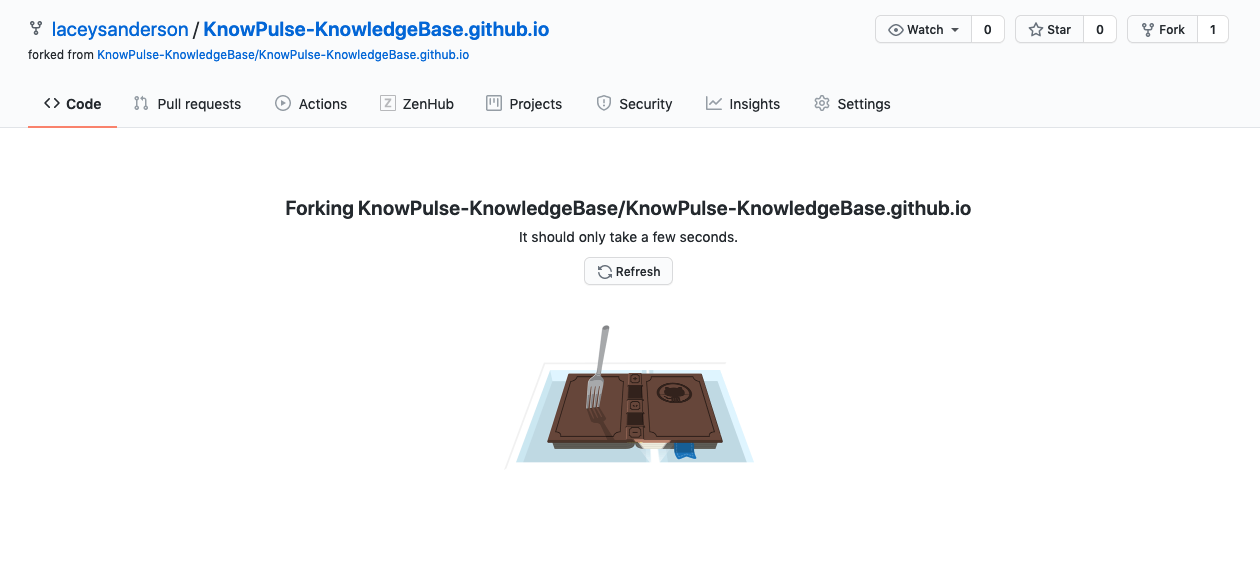 laceysanderson / KnowPulse-KnowledgeBase.github.io
Watch 0 Star 0 Fork 1
forked from KnowPulse-KnowledgeBase/KnowPulse-KnowledgeBase.github.io
Code Pull requests Actions Z ZenHub Projects Security Insights Settings
Forking KnowPulse-KnowledgeBase/KnowPulse-KnowledgeBase.github.io
It should only take a few seconds.
Refresh